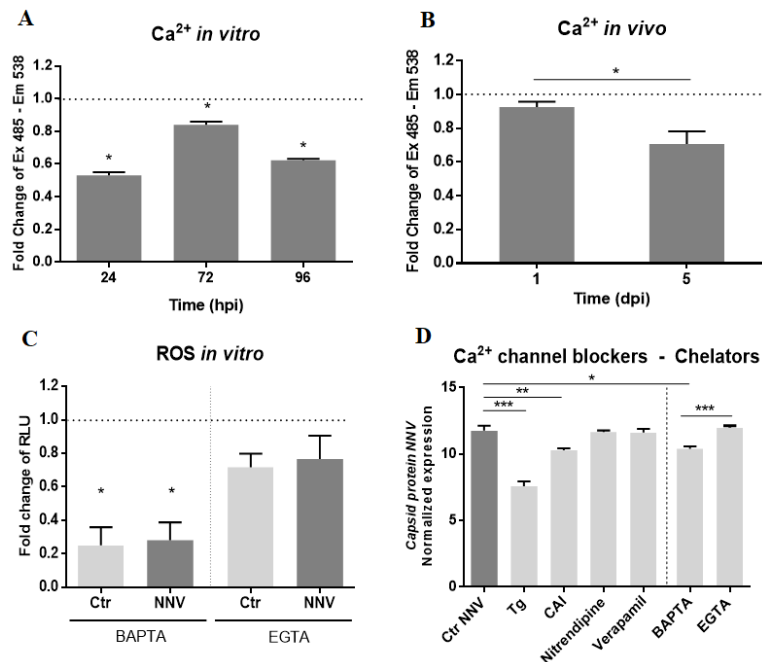 A
Ca²⁺ in vitro
Fold Change of Ex 485 - Em 538
1.2
1.0
0.8
0.6
0.4
0.2
0.0
*
*
*
24
72
96
Time (hpi)
B
Ca²⁺ in vivo
Fold Change of Ex 485 - Em 538
1.2
1.0
0.8
0.6
0.4
0.2
0.0
*
1
5
Time (dpi)
C
ROS in vitro
Fold change of RLU
1.2
1.0
0.8
0.6
0.4
0.2
0.0
*
*
Ctr
NNV
Ctr
NNV
BAPTA
EGTA
D
Ca²⁺ channel blockers - Chelators
Capsid protein NNV
Normalized expression
15
10
5
0
*
**
***
***
Ctr NNV
Tg
CAI
Nitrendipine
Verapamil
BAPTA
EGTA